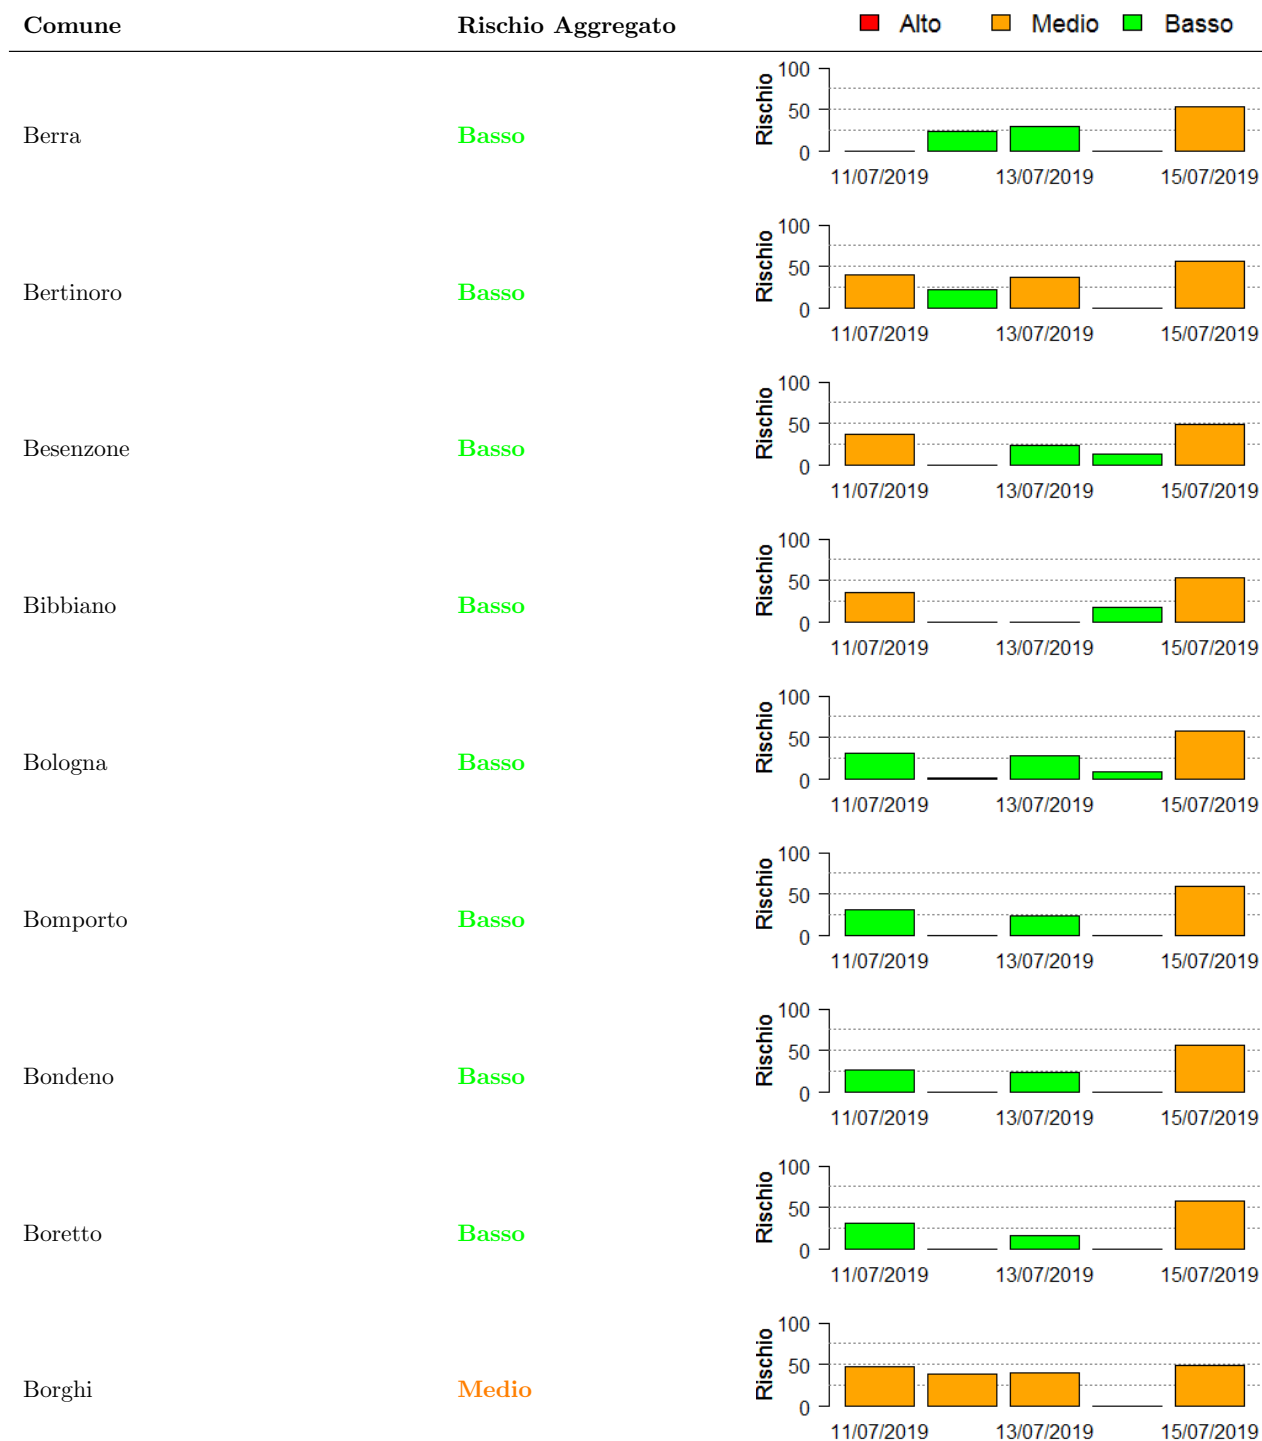 Comune Rischio Aggregato Alto Medio Basso
Berra Basso
Rischio
100
50
0
11/07/2019 13/07/2019 15/07/2019
Bertinoro Basso
Rischio
100
50
0
11/07/2019 13/07/2019 15/07/2019
Besenzone Basso
Rischio
100
50
0
11/07/2019 13/07/2019 15/07/2019
Bibbiano Basso
Rischio
100
50
0
11/07/2019 13/07/2019 15/07/2019
Bologna Basso
Rischio
100
50
0
11/07/2019 13/07/2019 15/07/2019
Bomporto Basso
Rischio
100
50
0
11/07/2019 13/07/2019 15/07/2019
Bondeno Basso
Rischio
100
50
0
11/07/2019 13/07/2019 15/07/2019
Boretto Basso
Rischio
100
50
0
11/07/2019 13/07/2019 15/07/2019
Borghi Medio
Rischio
100
50
0
11/07/2019 13/07/2019 15/07/2019